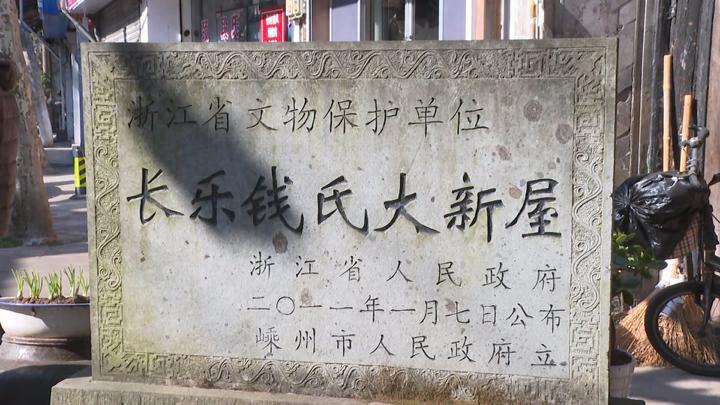 浙江省文物保护单位
长乐钱氏大新屋
浙江省人民政府
二〇一一年一月七日公布
嵊州市人民政府立